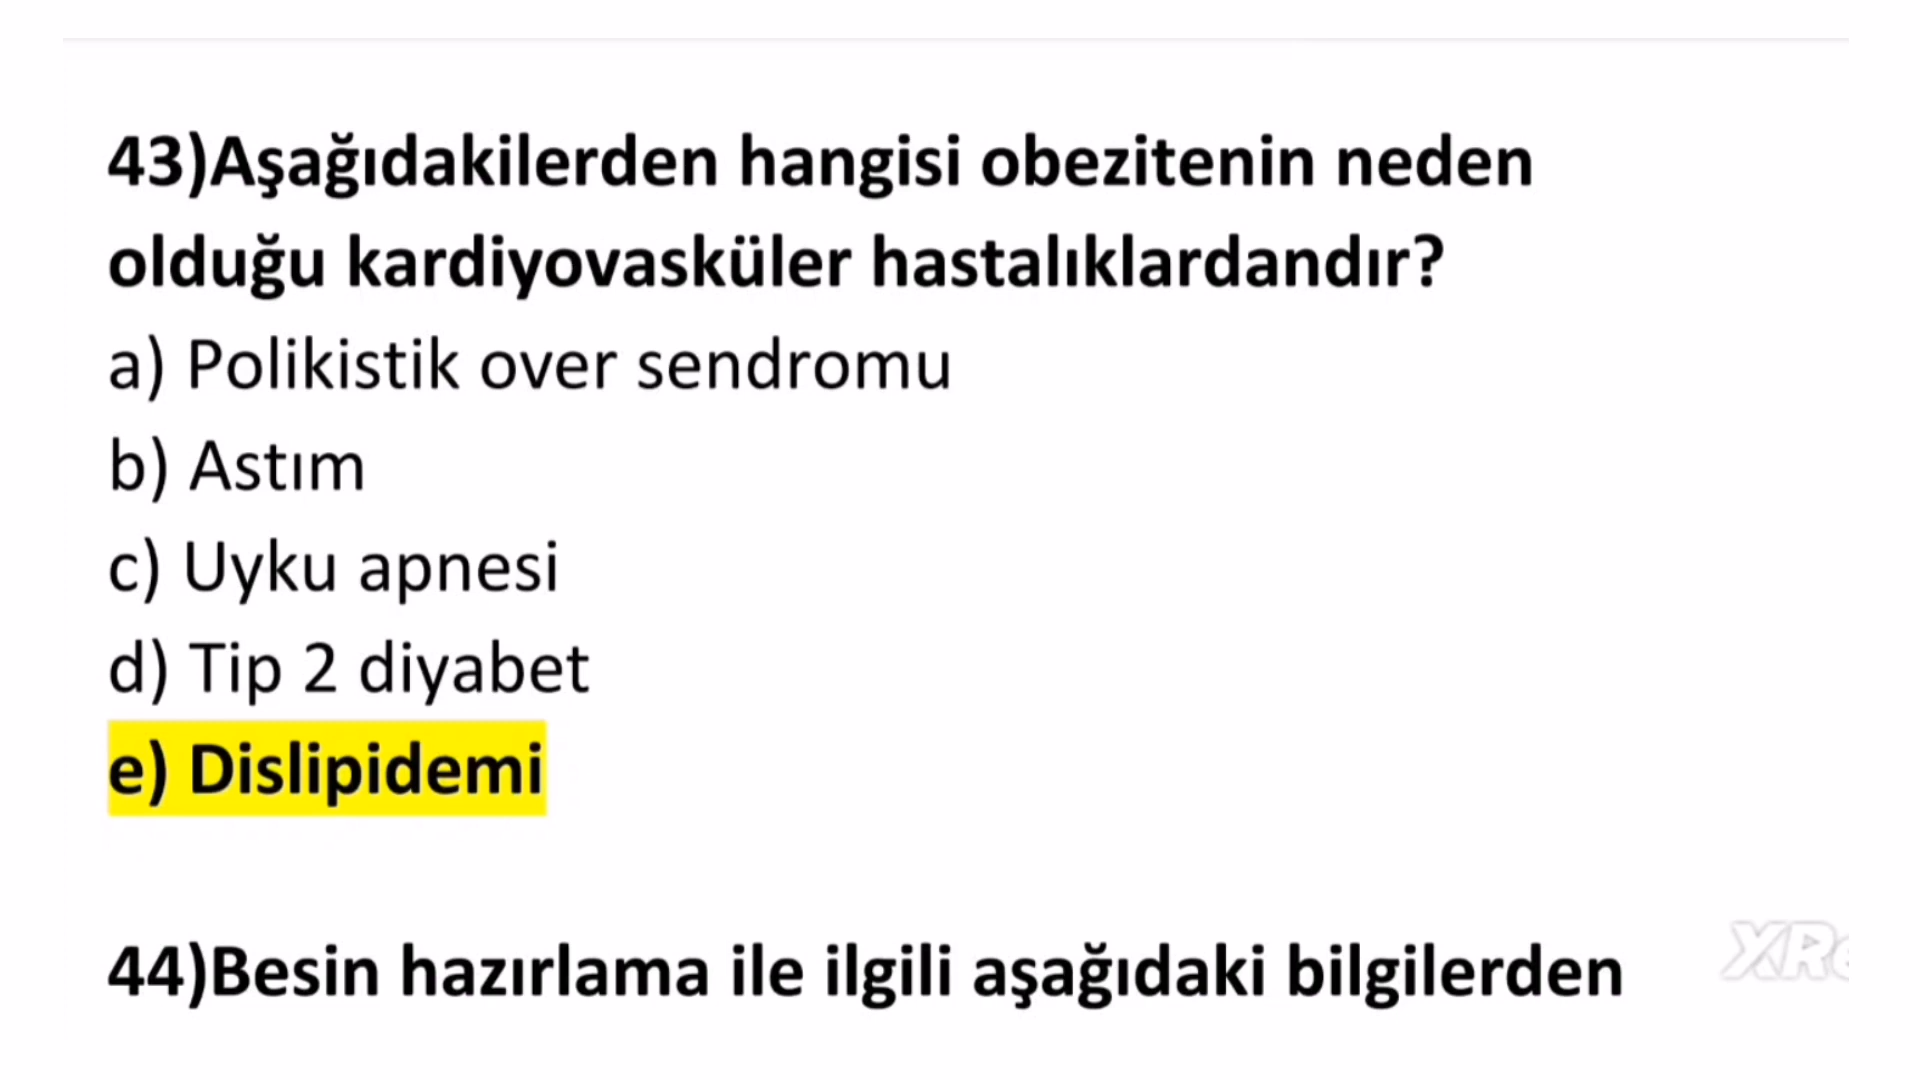 43)Aşağıdakilerden hangisi obezitenin neden
olduğu kardiyovasküler hastalıklardandır?
a) Polikistik over sendromu
b) Astım
c) Uyku apnesi
d) Tip 2 diyabet
e) Dislipidemi
44)Besin hazırlama ile ilgili aşağıdaki bilgilerden